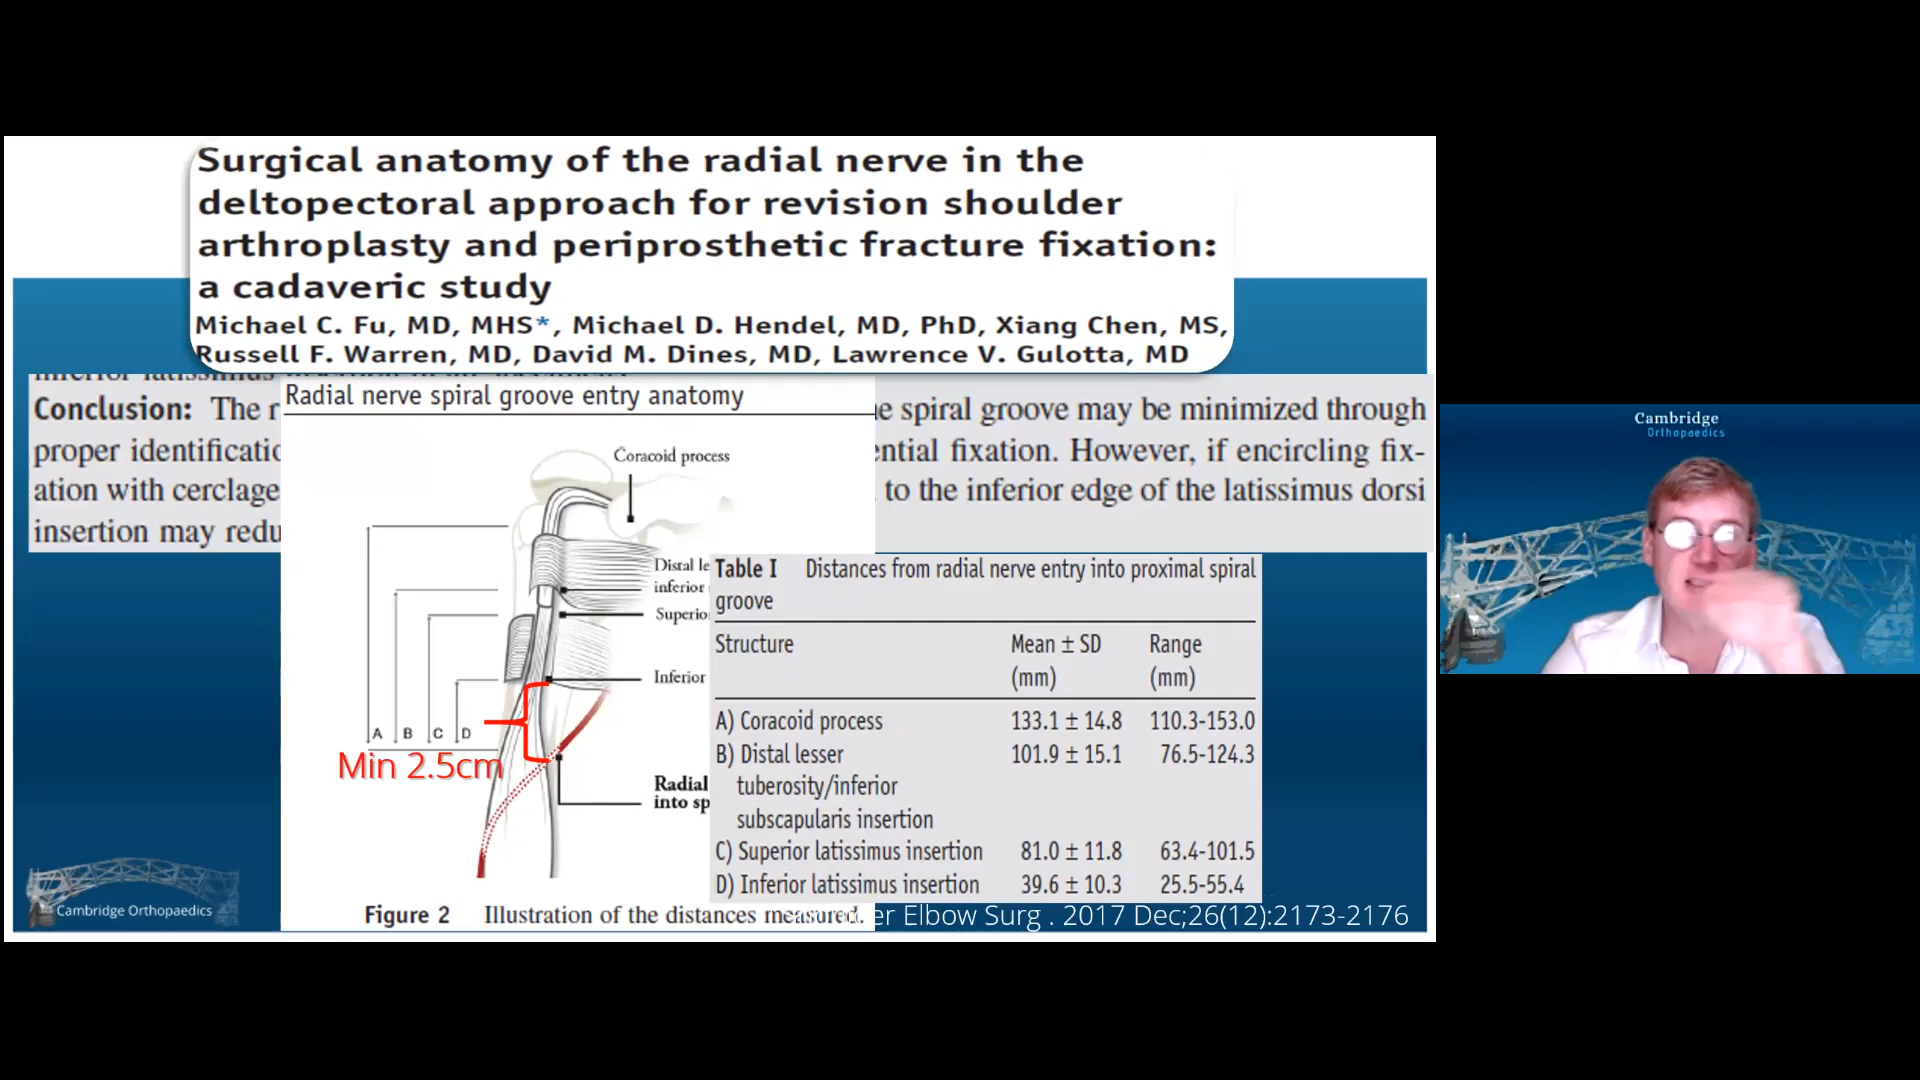 Surgical anatomy of the radial nerve in the
deltopectoral approach for revision shoulder
arthroplasty and periprosthetic fracture fixation:
a cadaveric study
Michael C. Fu, MD, MHS*, Michael D. Hendel, MD, PhD, Xiang Chen, MS,
Russell F. Warren, MD, David M. Dines, MD, Lawrence V. Gulotta, MD
Conclusion: The r
e spiral groove may be minimized through
proper identificatio
ential fixation. However, if encircling fix-
ation with cerclage
to the inferior edge of the latissimus dorsi
insertion may redu
Radial nerve spiral groove entry anatomy
Coracoid process
Distal le
inferior
Superio
Inferior
A B C D
Min 2.5cm
Radial
into sp
Figure 2 Illustration of the distances measured.
Table I Distances from radial nerve entry into proximal spiral
groove
Structure Mean ± SD Range
(mm) (mm)
A) Coracoid process 133.1 ± 14.8 110.3-153.0
B) Distal lesser 101.9 ± 15.1 76.5-124.3
tuberosity/inferior
subscapularis insertion
C) Superior latissimus insertion 81.0 ± 11.8 63.4-101.5
D) Inferior latissimus insertion 39.6 ± 10.3 25.5-55.4
er Elbow Surg . 2017 Dec;26(12):2173-2176
Cambridge Orthopaedics
Cambridge
Orthopaedics